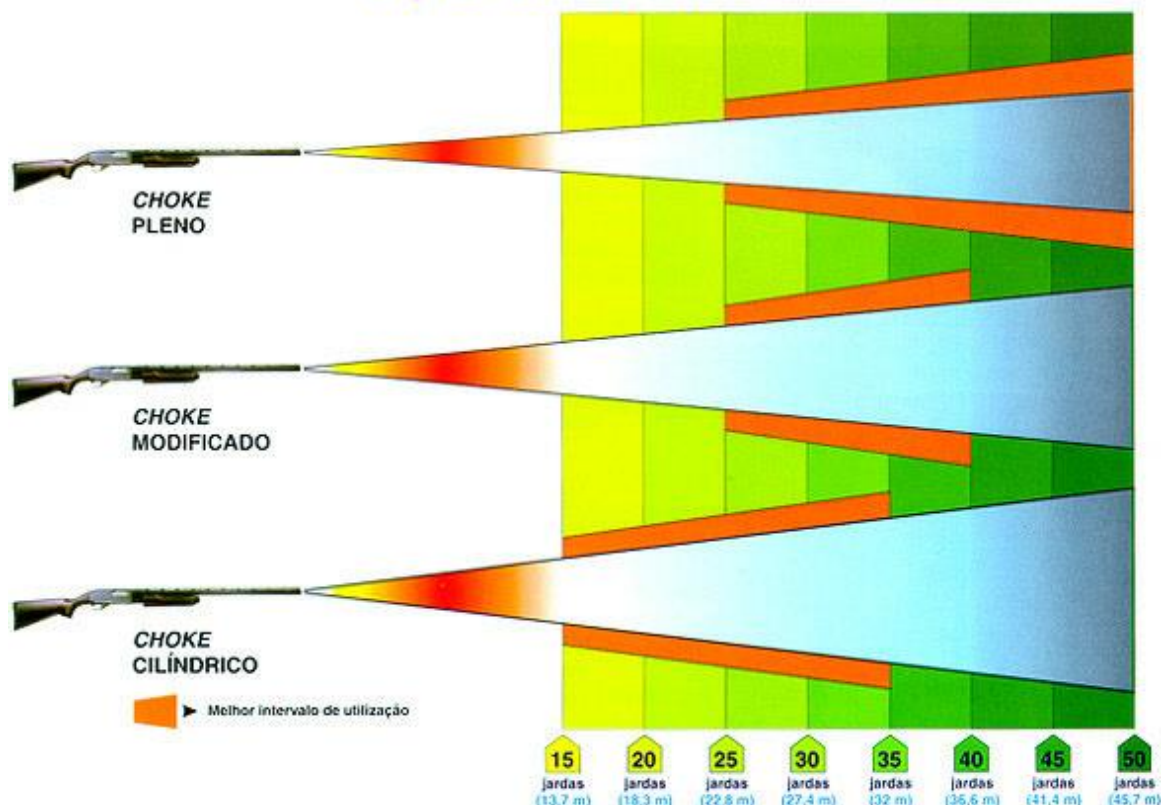 CHOKE
PLENO
CHOKE
MODIFICADO
CHOKE
CILÍNDRICO
Melhor intervalo de utilização
15 20 25 30 35 40 45 50
jardas jardas jardas jardas jardas jardas jardas jardas
(13.7 m) (18.3 m) (22.8 m) (27.4 m) (32 m) (36.6 m) (41.4 m) (45.7 m)